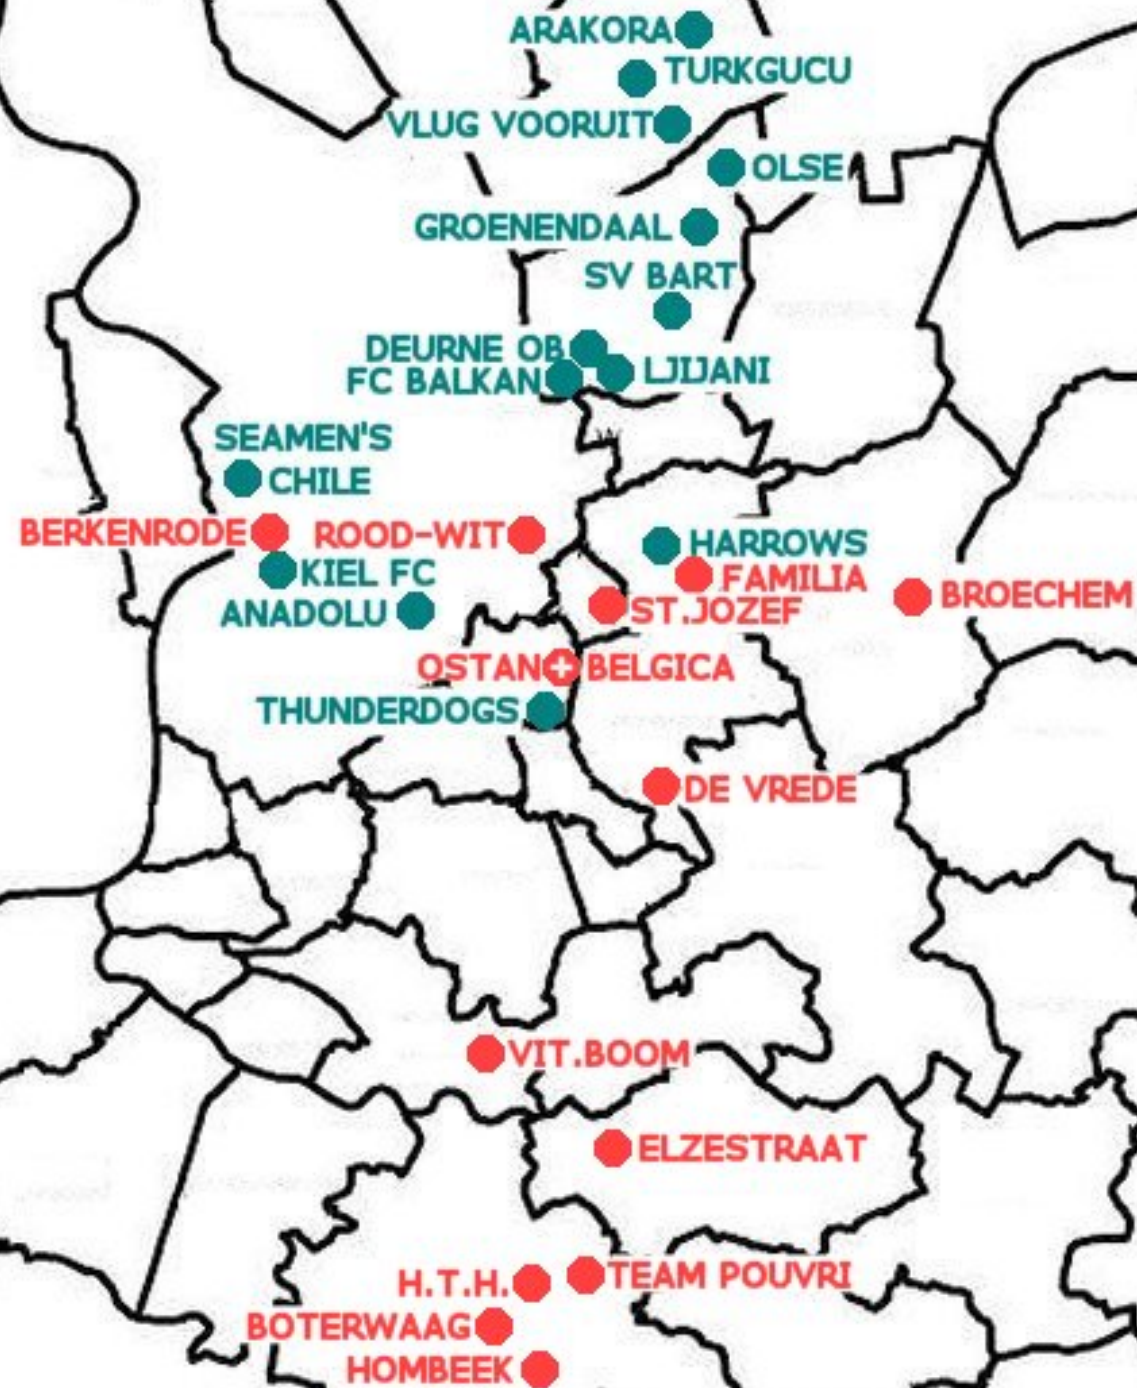 ARAKORA
TURKGUCU
VLUG VOORUIT
OLSE
GROENENDAAL
SV BART
DEURNE OB
LJIJANI
FC BALKAN
SEAMEN'S
CHILE
BERKENRODE
ROOD-WIT
HARROWS
KIEL FC
FAMILIA
BROECHEM
ANADOLU
ST.JOZEF
OSTAN
BELGICA
THUNDERDOGS
DE VREDE
VIT.BOOM
ELZESTRAAT
H.T.H.
TEAM POUVRI
BOTERWAAG
HOMBEEK